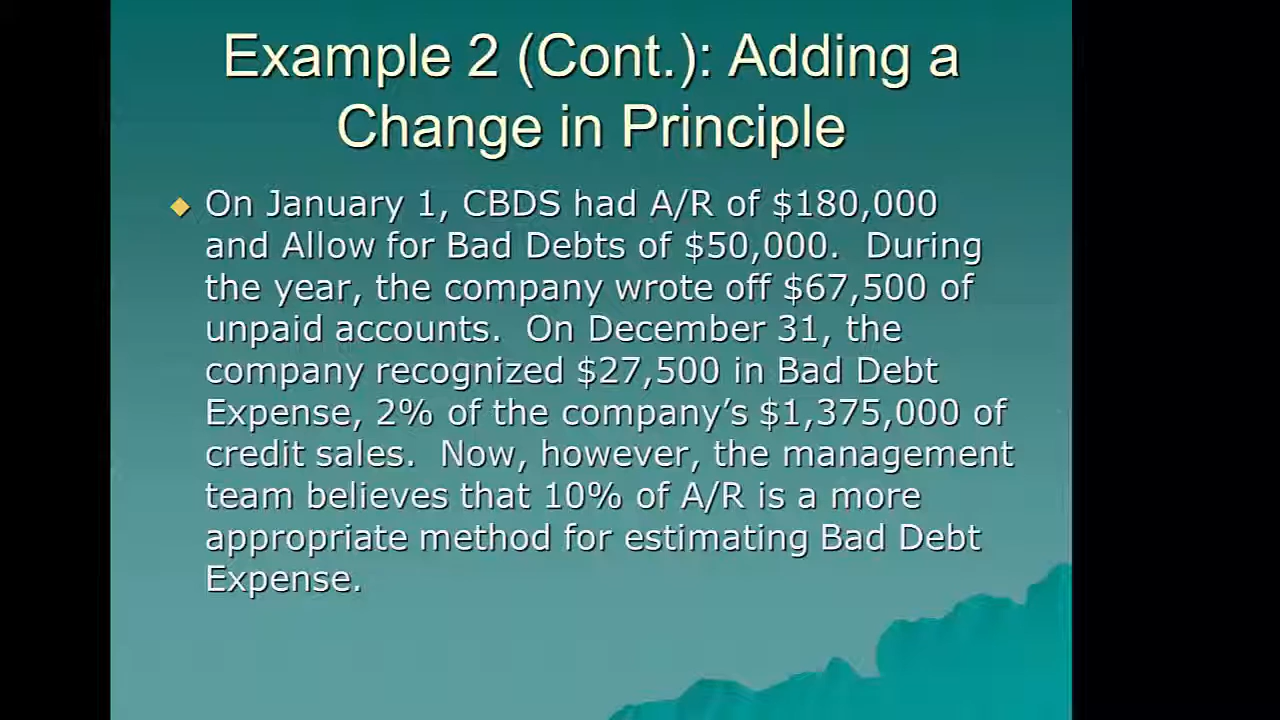 Example 2 (Cont.): Adding a
Change in Principle
On January 1, CBDS had A/R of $180,000
and Allow for Bad Debts of $50,000.  During
the year, the company wrote off $67,500 of
unpaid accounts.  On December 31, the
company recognized $27,500 in Bad Debt
Expense, 2% of the company’s $1,375,000 of
credit sales.  Now, however, the management
team believes that 10% of A/R is a more
appropriate method for estimating Bad Debt
Expense.